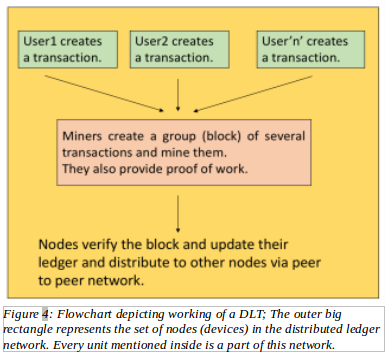 User1 creates
a transaction.
User2 creates
a transaction.
User’n’ creates
a transaction.
Miners create a group (block) of several
transactions and mine them.
They also provide proof of work.
Nodes verify the block and update their
ledger and distribute to other nodes via peer
to peer network.
Figure 4: Flowchart depicting working of a DLT; The outer big
rectangle represents the set of nodes (devices) in the distributed ledger
network. Every unit mentioned inside is a part of this network.